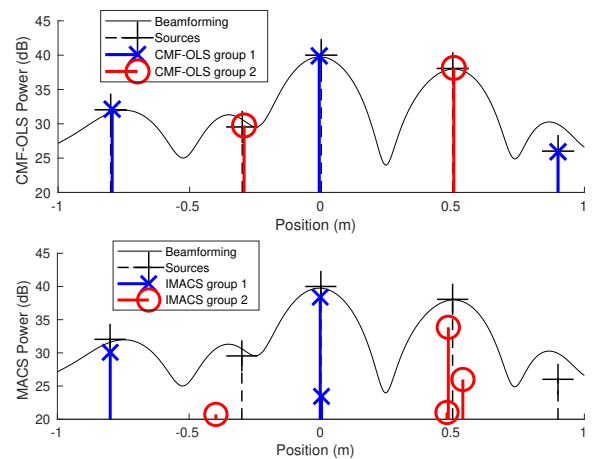 45
40
35
30
25
20
CMF-OLS Power (dB)
Beamforming
Sources
CMF-OLS group 1
CMF-OLS group 2
-1
-0.5
0
0.5
1
Position (m)
45
40
35
30
25
20
MACS Power (dB)
Beamforming
Sources
IMACS group 1
IMACS group 2
-1
-0.5
0
0.5
1
Position (m)